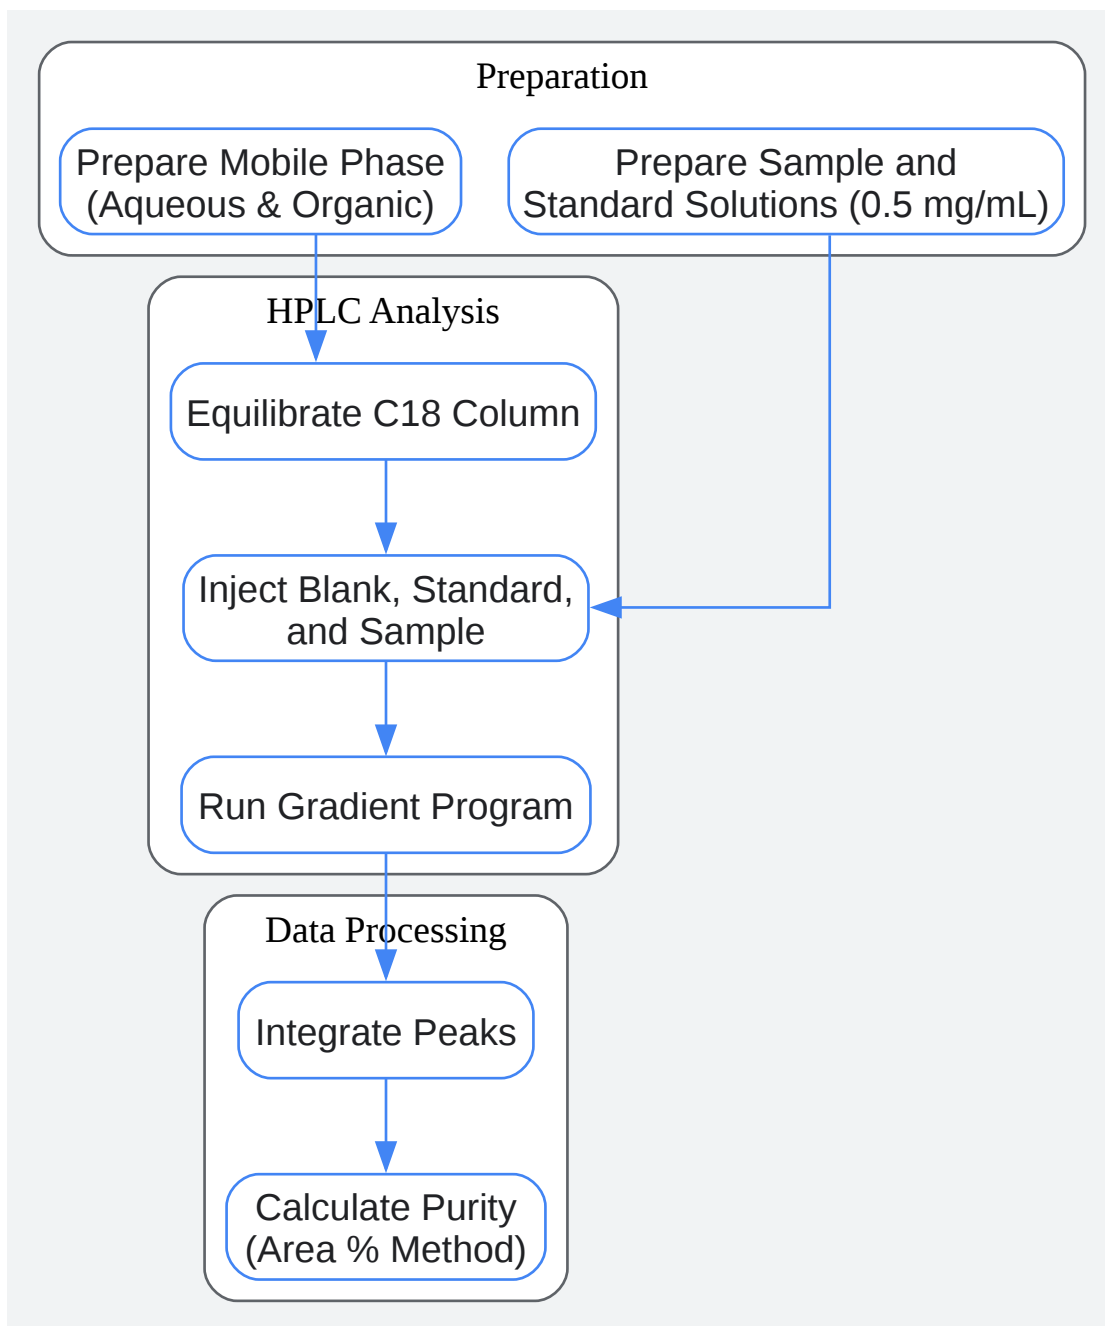 Preparation
Prepare Mobile Phase
(Aqueous & Organic)
Prepare Sample and
Standard Solutions (0.5 mg/mL)
HPLC Analysis
Equilibrate C18 Column
Inject Blank, Standard,
and Sample
Run Gradient Program
Data Processing
Integrate Peaks
Calculate Purity
(Area % Method)